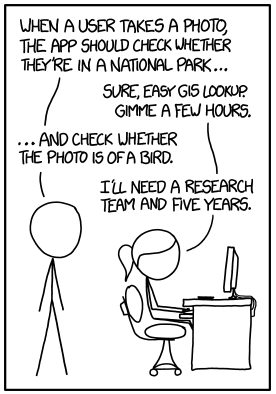 WHEN A USER TAKES A PHOTO,
THE APP SHOULD CHECK WHETHER
THEY'RE IN A NATIONAL PARK...
SURE, EASY GIS LOOKUP.
GIMME A FEW HOURS.
...AND CHECK WHETHER
THE PHOTO IS OF A BIRD.
I'LL NEED A RESEARCH
TEAM AND FIVE YEARS.